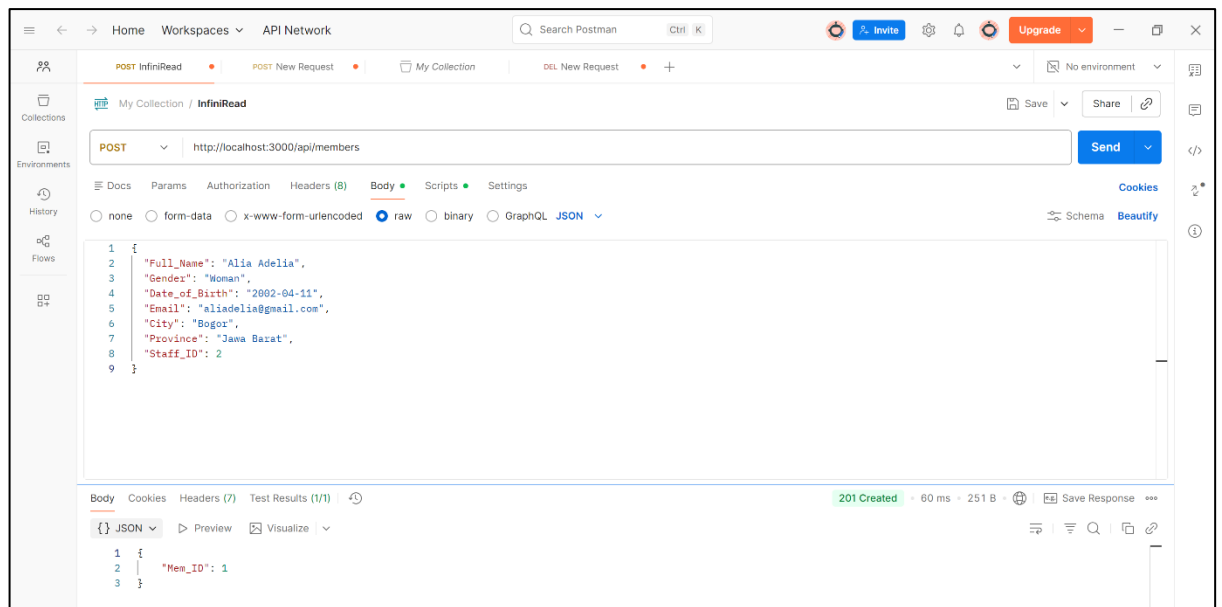 Home Workspaces API Network Search Postman Ctrl K Invite Upgrade
POST InfiniRead POST New Request My Collection DEL New Request No environment
HTTP My Collection / InfiniRead Save Share
Collections
POST http://localhost:3000/api/members Send
Environments
Docs Params Authorization Headers (8) Body Scripts Settings Cookies
History
none form-data x-www-form-urlencoded raw binary GraphQL JSON Schema Beautify
Flows
1 {
2 "Full_Name": "Alia Adelia",
3 "Gender": "Woman",
4 "Date_of_Birth": "2002-04-11",
5 "Email": "aliadelia@gmail.com",
6 "City": "Bogor",
7 "Province": "Jawa Barat",
8 "Staff_ID": 2
9 }
Body Cookies Headers (7) Test Results (1/1) 201 Created 60 ms 251 B e.g. Save Response
{} JSON Preview Visualize
1 {
2 "Mem_ID": 1
3 }